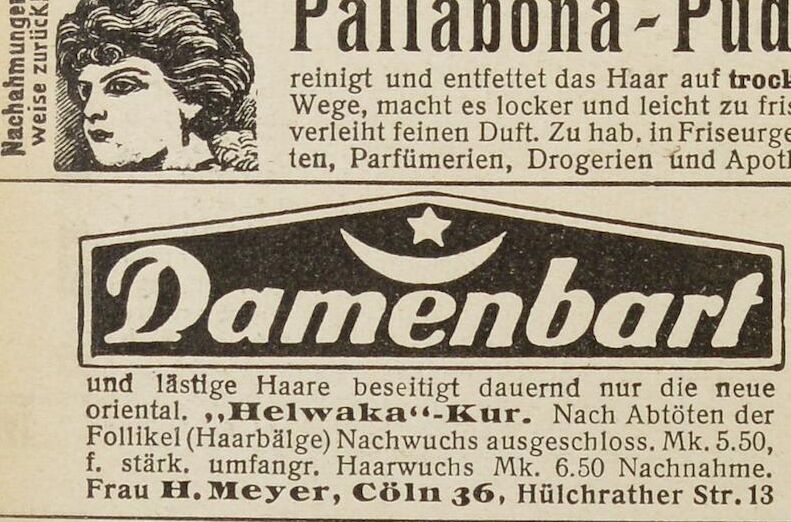 Nachahmungen
weise zurück!
Pallabona-Pud
reinigt und entfettet das Haar auf trock
Wege, macht es locker und leicht zu fris
verleiht feinen Duft. Zu hab. in Friseurge
ten, Parfümerien, Drogerien und Apoth
Damenbart
und lästige Haare beseitigt dauernd nur die neue
oriental. „Helwaka“-Kur. Nach Abtöten der
Follikel (Haarbälge) Nachwuchs ausgeschloss. Mk. 5.50,
f. stärk. umfangr. Haarwuchs Mk. 6.50 Nachnahme.
Frau H. Meyer, Cöln 36, Hülchrather Str. 13